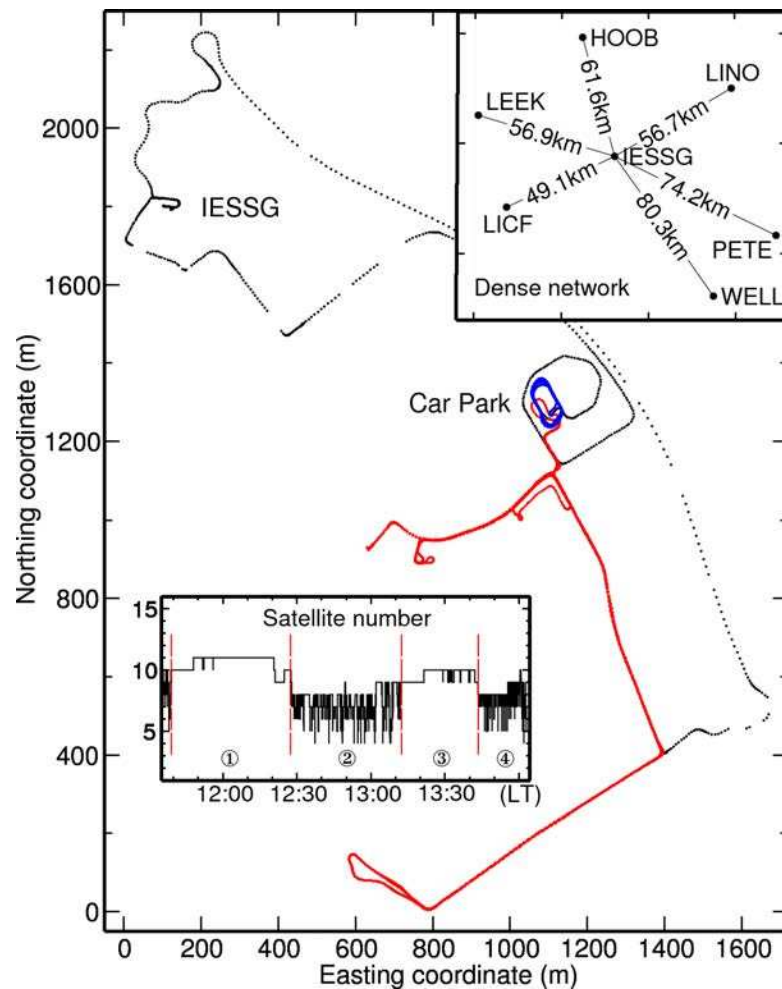 HOOB
LINO
LEEK
61.6km
56.7km
56.9km
IESSG
49.1km
74.2km
80.3km
LICF
PETE
WELL
Dense network
2000
IESSG
1600
Car Park
1200
800
400
0
Northing coordinate (m)
Satellite number
15
10
5
① ② ③ ④
12:00 12:30 13:00 13:30 (LT)
0 200 400 600 800 1000 1200 1400 1600
Easting coordinate (m)